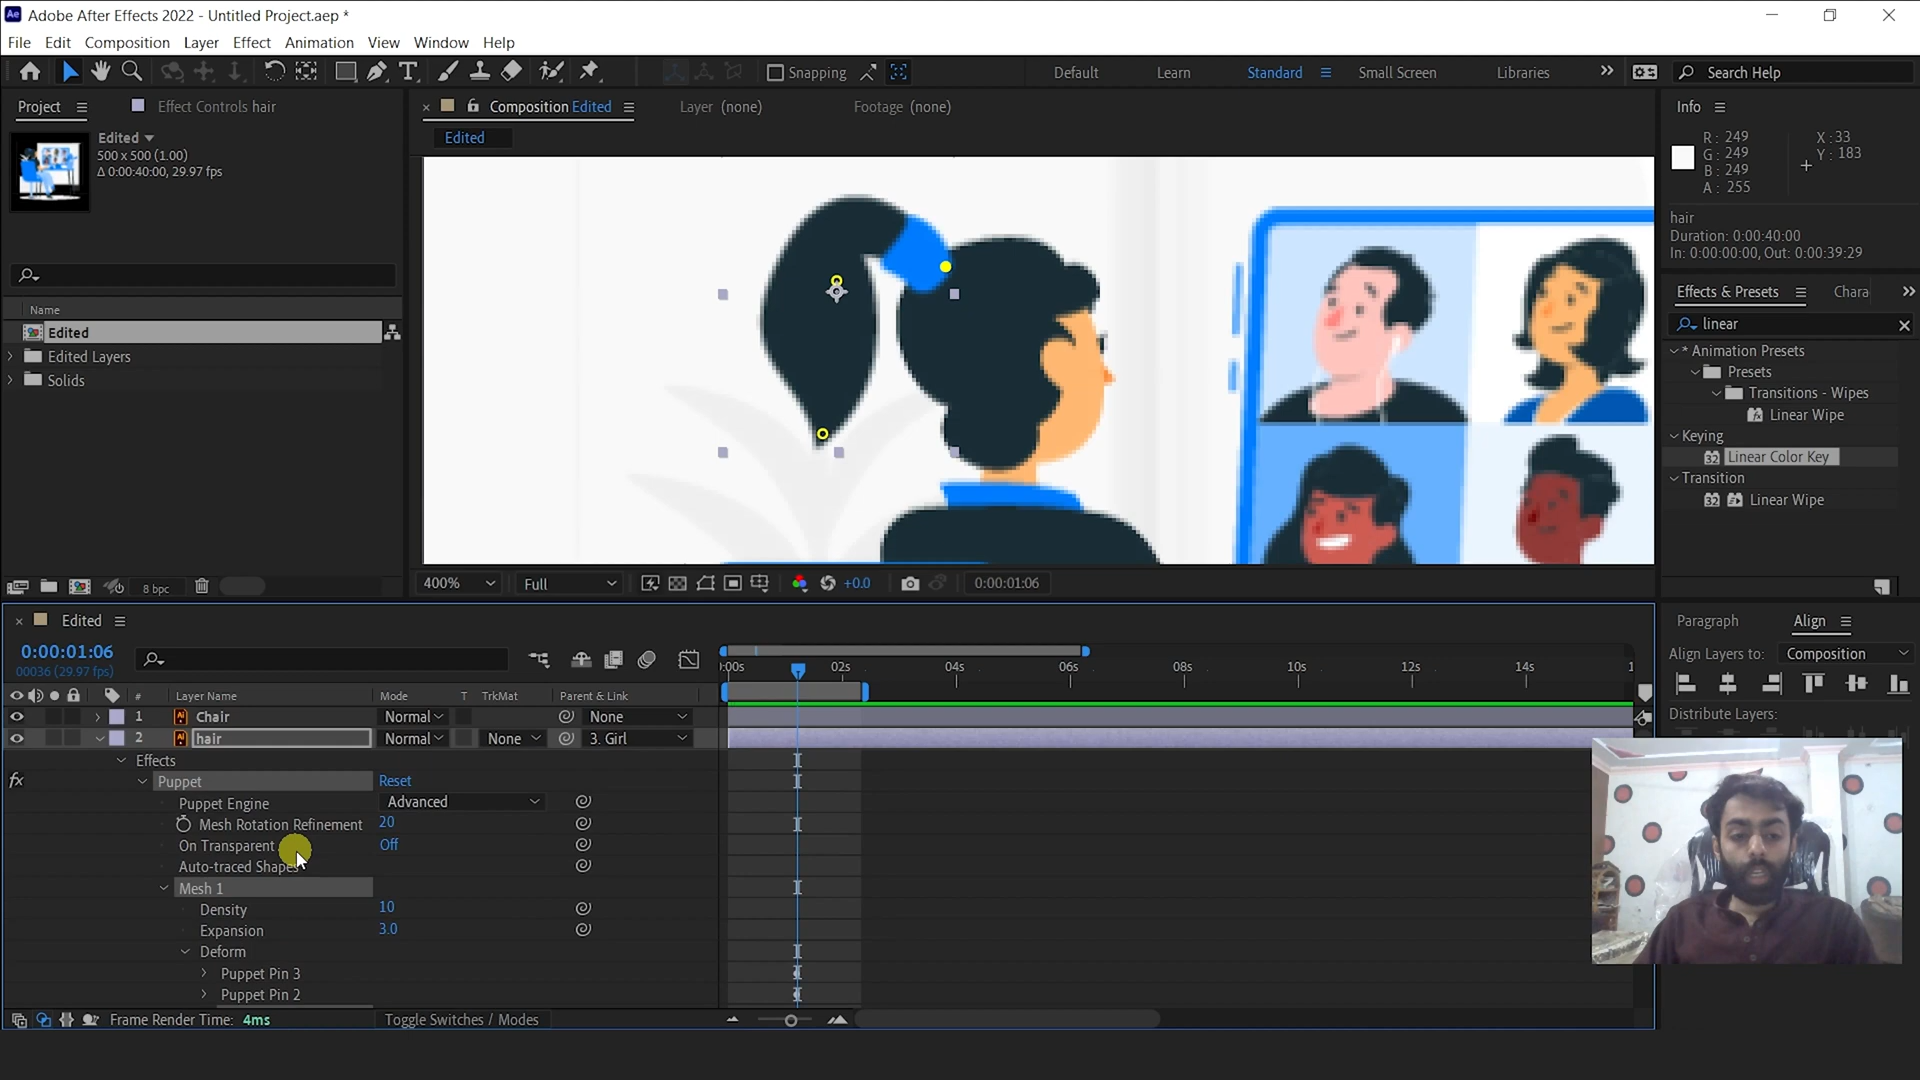 Ae Adobe After Effects 2022 - Untitled Project.aep *
File Edit Composition Layer Effect Animation View Window Help
Snapping Default Learn Standard Small Screen Libraries Search Help
Project Effect Controls hair Composition Edited Layer (none) Footage (none) Info
Edited
500 x 500 (1.00)
Δ 0:00:40:00, 29.97 fps
Edited
R: 249 X: 33
G: 249 Y: 183
B: 249
A: 255
hair
Duration: 0:00:40:00
In: 0:00:00:00, Out: 0:00:39:29
Effects & Presets Chara
linear
* Animation Presets
Presets
Transitions - Wipes
Linear Wipe
Keying
32 Linear Color Key
Transition
32 Linear Wipe
Name
Edited
Edited Layers
Solids
8 bpc
400% Full +0.0 0:00:01:06
Edited
0:00:01:06
00036 (29.97 fps)
):00s 02s 04s 06s 08s 10s 12s 14s 1
# Layer Name Mode T TrkMat Parent & Link
1 Ai Chair Normal None
2 Ai hair Normal None 3. Girl
Effects
fx Puppet Reset
Puppet Engine Advanced
Mesh Rotation Refinement 20
On Transparent Off
Auto-traced Shapes
Mesh 1
Density 10
Expansion 3.0
Deform
Puppet Pin 3
Puppet Pin 2
Frame Render Time: 4ms Toggle Switches / Modes
Paragraph Align
Align Layers to: Composition
Distribute Layers: